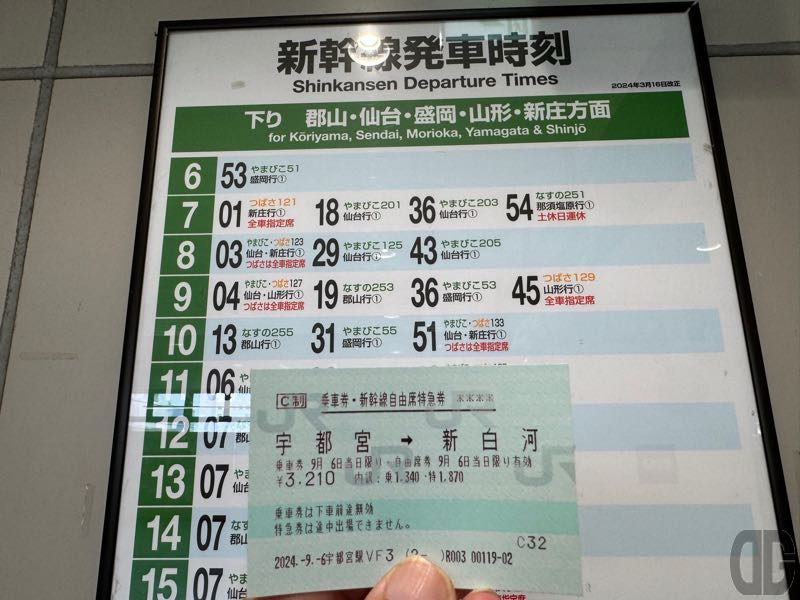 新幹線発車時刻
Shinkansen Departure Times
2024年3月16日改正
下り 郡山・仙台・盛岡・山形・新庄方面
for Kōriyama, Sendai, Morioka, Yamagata & Shinjō
6 53 やまびこ51 盛岡行①
7 01 つばさ121 新庄行① 全車指定席 18 やまびこ201 仙台行① 36 やまびこ203 仙台行① 54 なすの251 那須塩原行① 土休日運休
8 03 やまびこ・つばさ123 仙台・新庄行① つばさは全車指定席 29 やまびこ125 仙台行① 43 やまびこ205 仙台行①
9 04 やまびこ・つばさ127 仙台・山形行① つばさは全車指定席 19 なすの253 郡山行① 36 やまびこ53 盛岡行① 45 つばさ129 山形行① 全車指定席
10 13 なすの255 郡山行① 31 やまびこ55 盛岡行① 51 やまびこ・つばさ133 仙台・新庄行① つばさは全車指定席
11 06
12 07
13 07
14 07
15 07
C制 乗車券・新幹線自由席特急券 ****
宇都宮 → 新白河
乗車券 9月 6日当日限り・自由席券 9月 6日当日限り有効
¥3,210 内訳:乗1,340・特1,870
乗車券は下車前途無効
特急券は途中出場できません。
C32
2024.-9.-6宇都宮駅VF3 (2- )R003 00119-02
DG